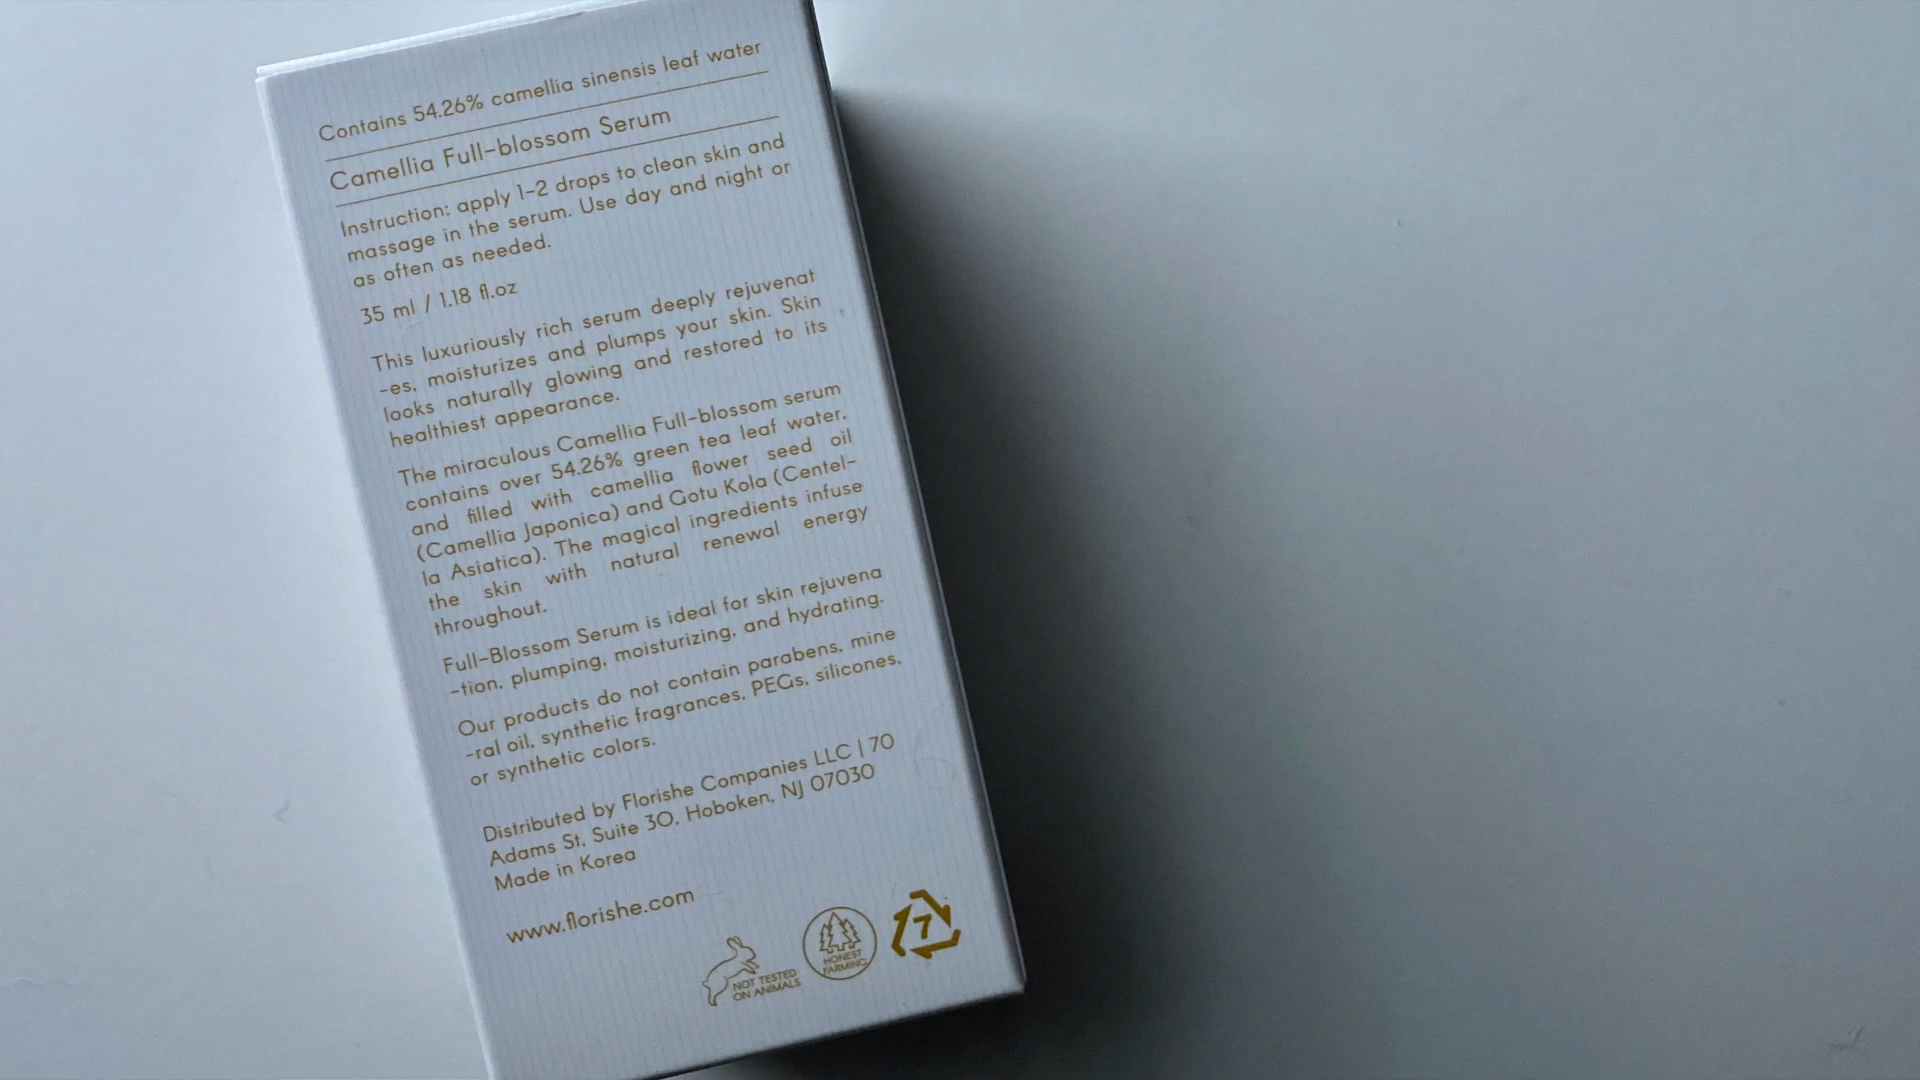 Contains 54.26% camellia sinensis leaf water
Camellia Full-blossom Serum
Instruction: apply 1-2 drops to clean skin and
massage in the serum. Use day and night or
as often as needed.
35 ml / 1.18 fl.oz
This luxuriously rich serum deeply rejuvenat
-es, moisturizes and plumps your skin. Skin
looks naturally glowing and restored to its
healthiest appearance.
The miraculous Camellia Full-blossom serum
contains over 54.26% green tea leaf water,
and filled with camellia flower seed oil
(Camellia Japonica) and Gotu Kola (Centel-
la Asiatica). The magical ingredients infuse
the skin with natural renewal energy
throughout.
Full-Blossom Serum is ideal for skin rejuvena
-tion, plumping, moisturizing, and hydrating.
Our products do not contain parabens, mine
-ral oil, synthetic fragrances, PEGs, silicones,
or synthetic colors.
Distributed by Florishe Companies LLC | 70
Adams St, Suite 3O, Hoboken, NJ 07030
Made in Korea
www.florishe.com
NOT TESTED
ON ANIMALS
HONEST
FARMING
7